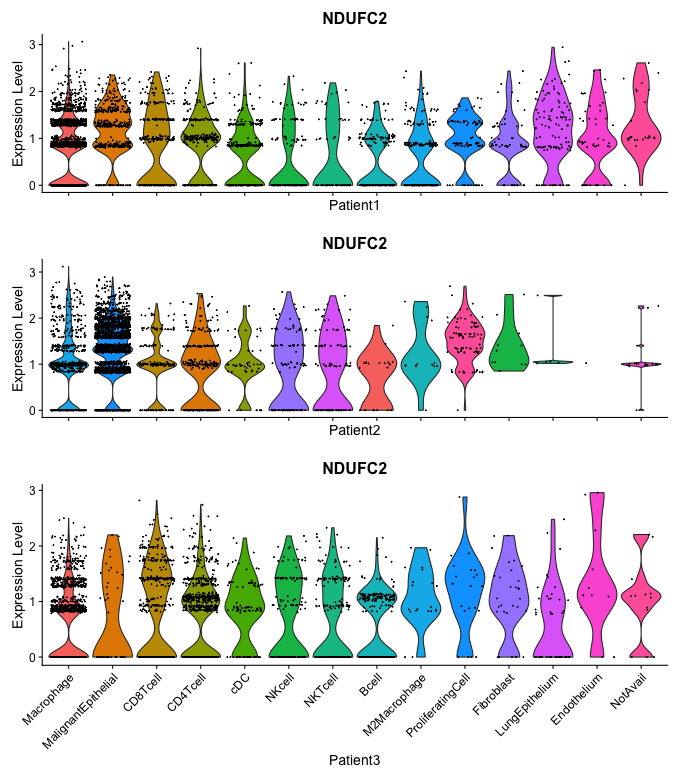 NDUFC2
Expression Level
3
2
1
0
Patient1
NDUFC2
Expression Level
3
2
1
0
Patient2
NDUFC2
Expression Level
3
2
1
0
Macrophage
MalignantEpithelial
CD8Tcell
CD4Tcell
cDC
NKcell
NKTcell
Bcell
M2Macrophage
ProliferatingCell
Fibroblast
LungEpithelium
Endothelium
NotAvail
Patient3